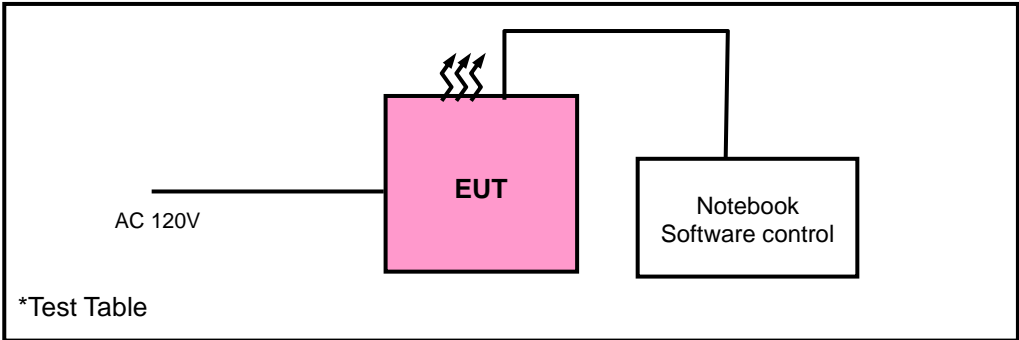 EUT
AC 120V
Notebook
Software control
*Test Table